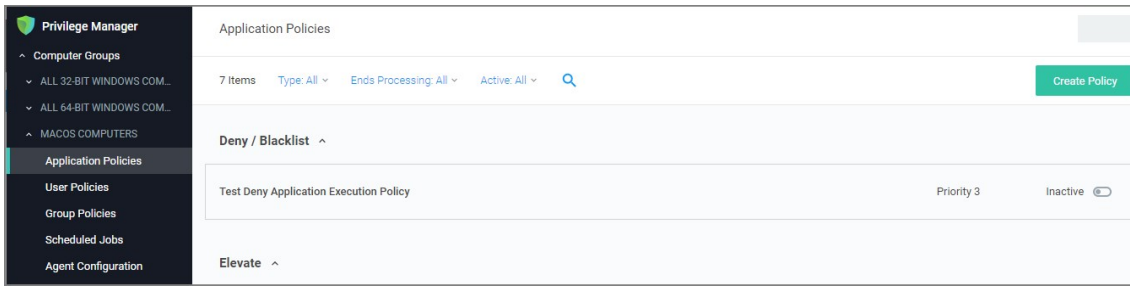 Privilege Manager
Computer Groups
ALL 32-BIT WINDOWS COM...
ALL 64-BIT WINDOWS COM...
MACOS COMPUTERS
Application Policies
User Policies
Group Policies
Scheduled Jobs
Agent Configuration
Application Policies
7 Items Type: All Ends Processing: All Active: All
Create Policy
Deny / Blacklist
Test Deny Application Execution Policy Priority 3 Inactive
Elevate